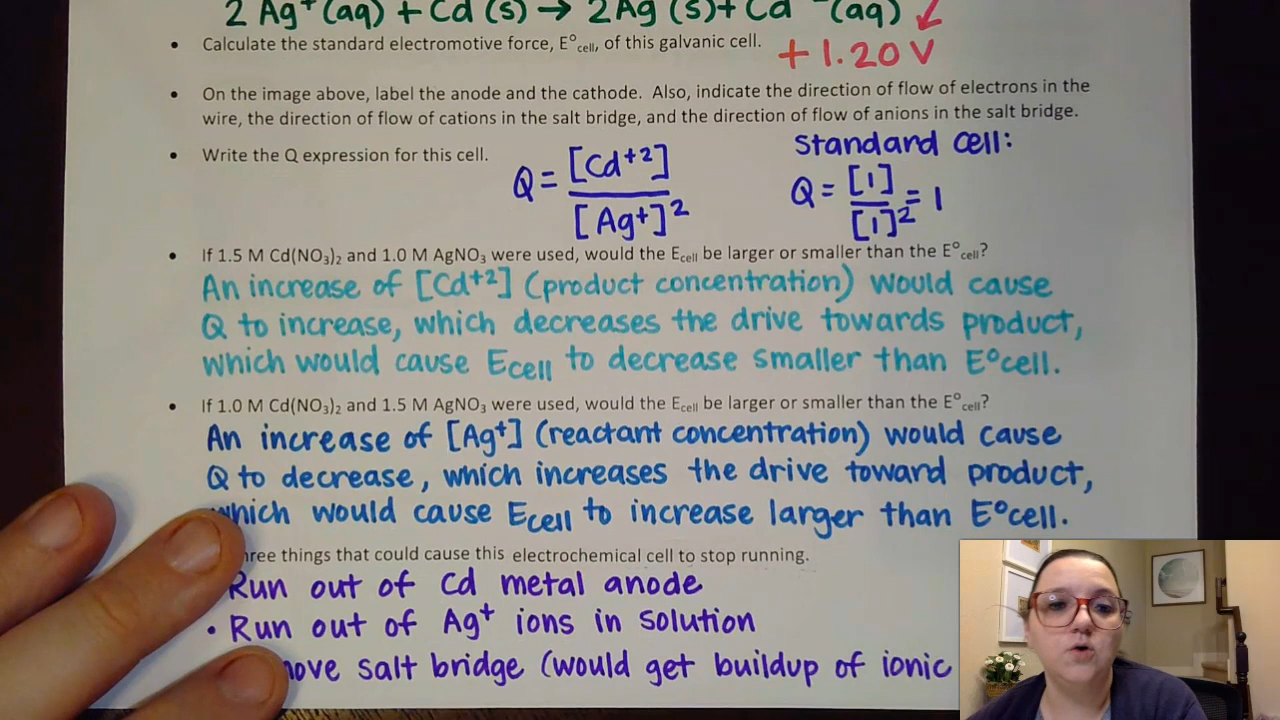 2 Ag⁺(aq) + Cd (s) → 2Ag (s) + Cd (aq)
• Calculate the standard electromotive force, E°cell, of this galvanic cell. + 1.20 V
• On the image above, label the anode and the cathode. Also, indicate the direction of flow of electrons in the
wire, the direction of flow of cations in the salt bridge, and the direction of flow of anions in the salt bridge.
• Write the Q expression for this cell.
Q = [Cd⁺²] / [Ag⁺]²
Standard cell:
Q = [1] / [1]² = 1
• If 1.5 M Cd(NO₃)₂ and 1.0 M AgNO₃ were used, would the Ecell be larger or smaller than the E°cell?
An increase of [Cd⁺²] (product concentration) would cause
Q to increase, which decreases the drive towards product,
which would cause Ecell to decrease smaller than E°cell.
• If 1.0 M Cd(NO₃)₂ and 1.5 M AgNO₃ were used, would the Ecell be larger or smaller than the E°cell?
An increase of [Ag⁺] (reactant concentration) would cause
Q to decrease, which increases the drive toward product,
which would cause Ecell to increase larger than E°cell.
things that could cause this electrochemical cell to stop running.
Run out of Cd metal anode
• Run out of Ag⁺ ions in solution
salt bridge (would get buildup of ionic